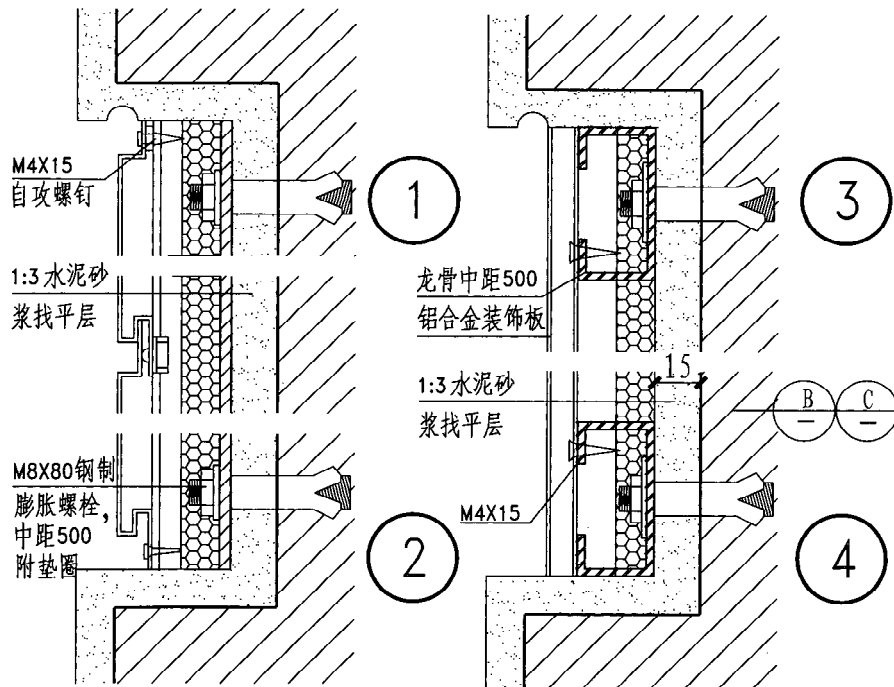 M4X15
自攻螺钉
1
1:3水泥砂
浆找平层
M8X80钢制
膨胀螺栓，
中距500
附垫圈
2
3
龙骨中距500
铝合金装饰板
15
1:3水泥砂
浆找平层
B C
— —
M4X15
4